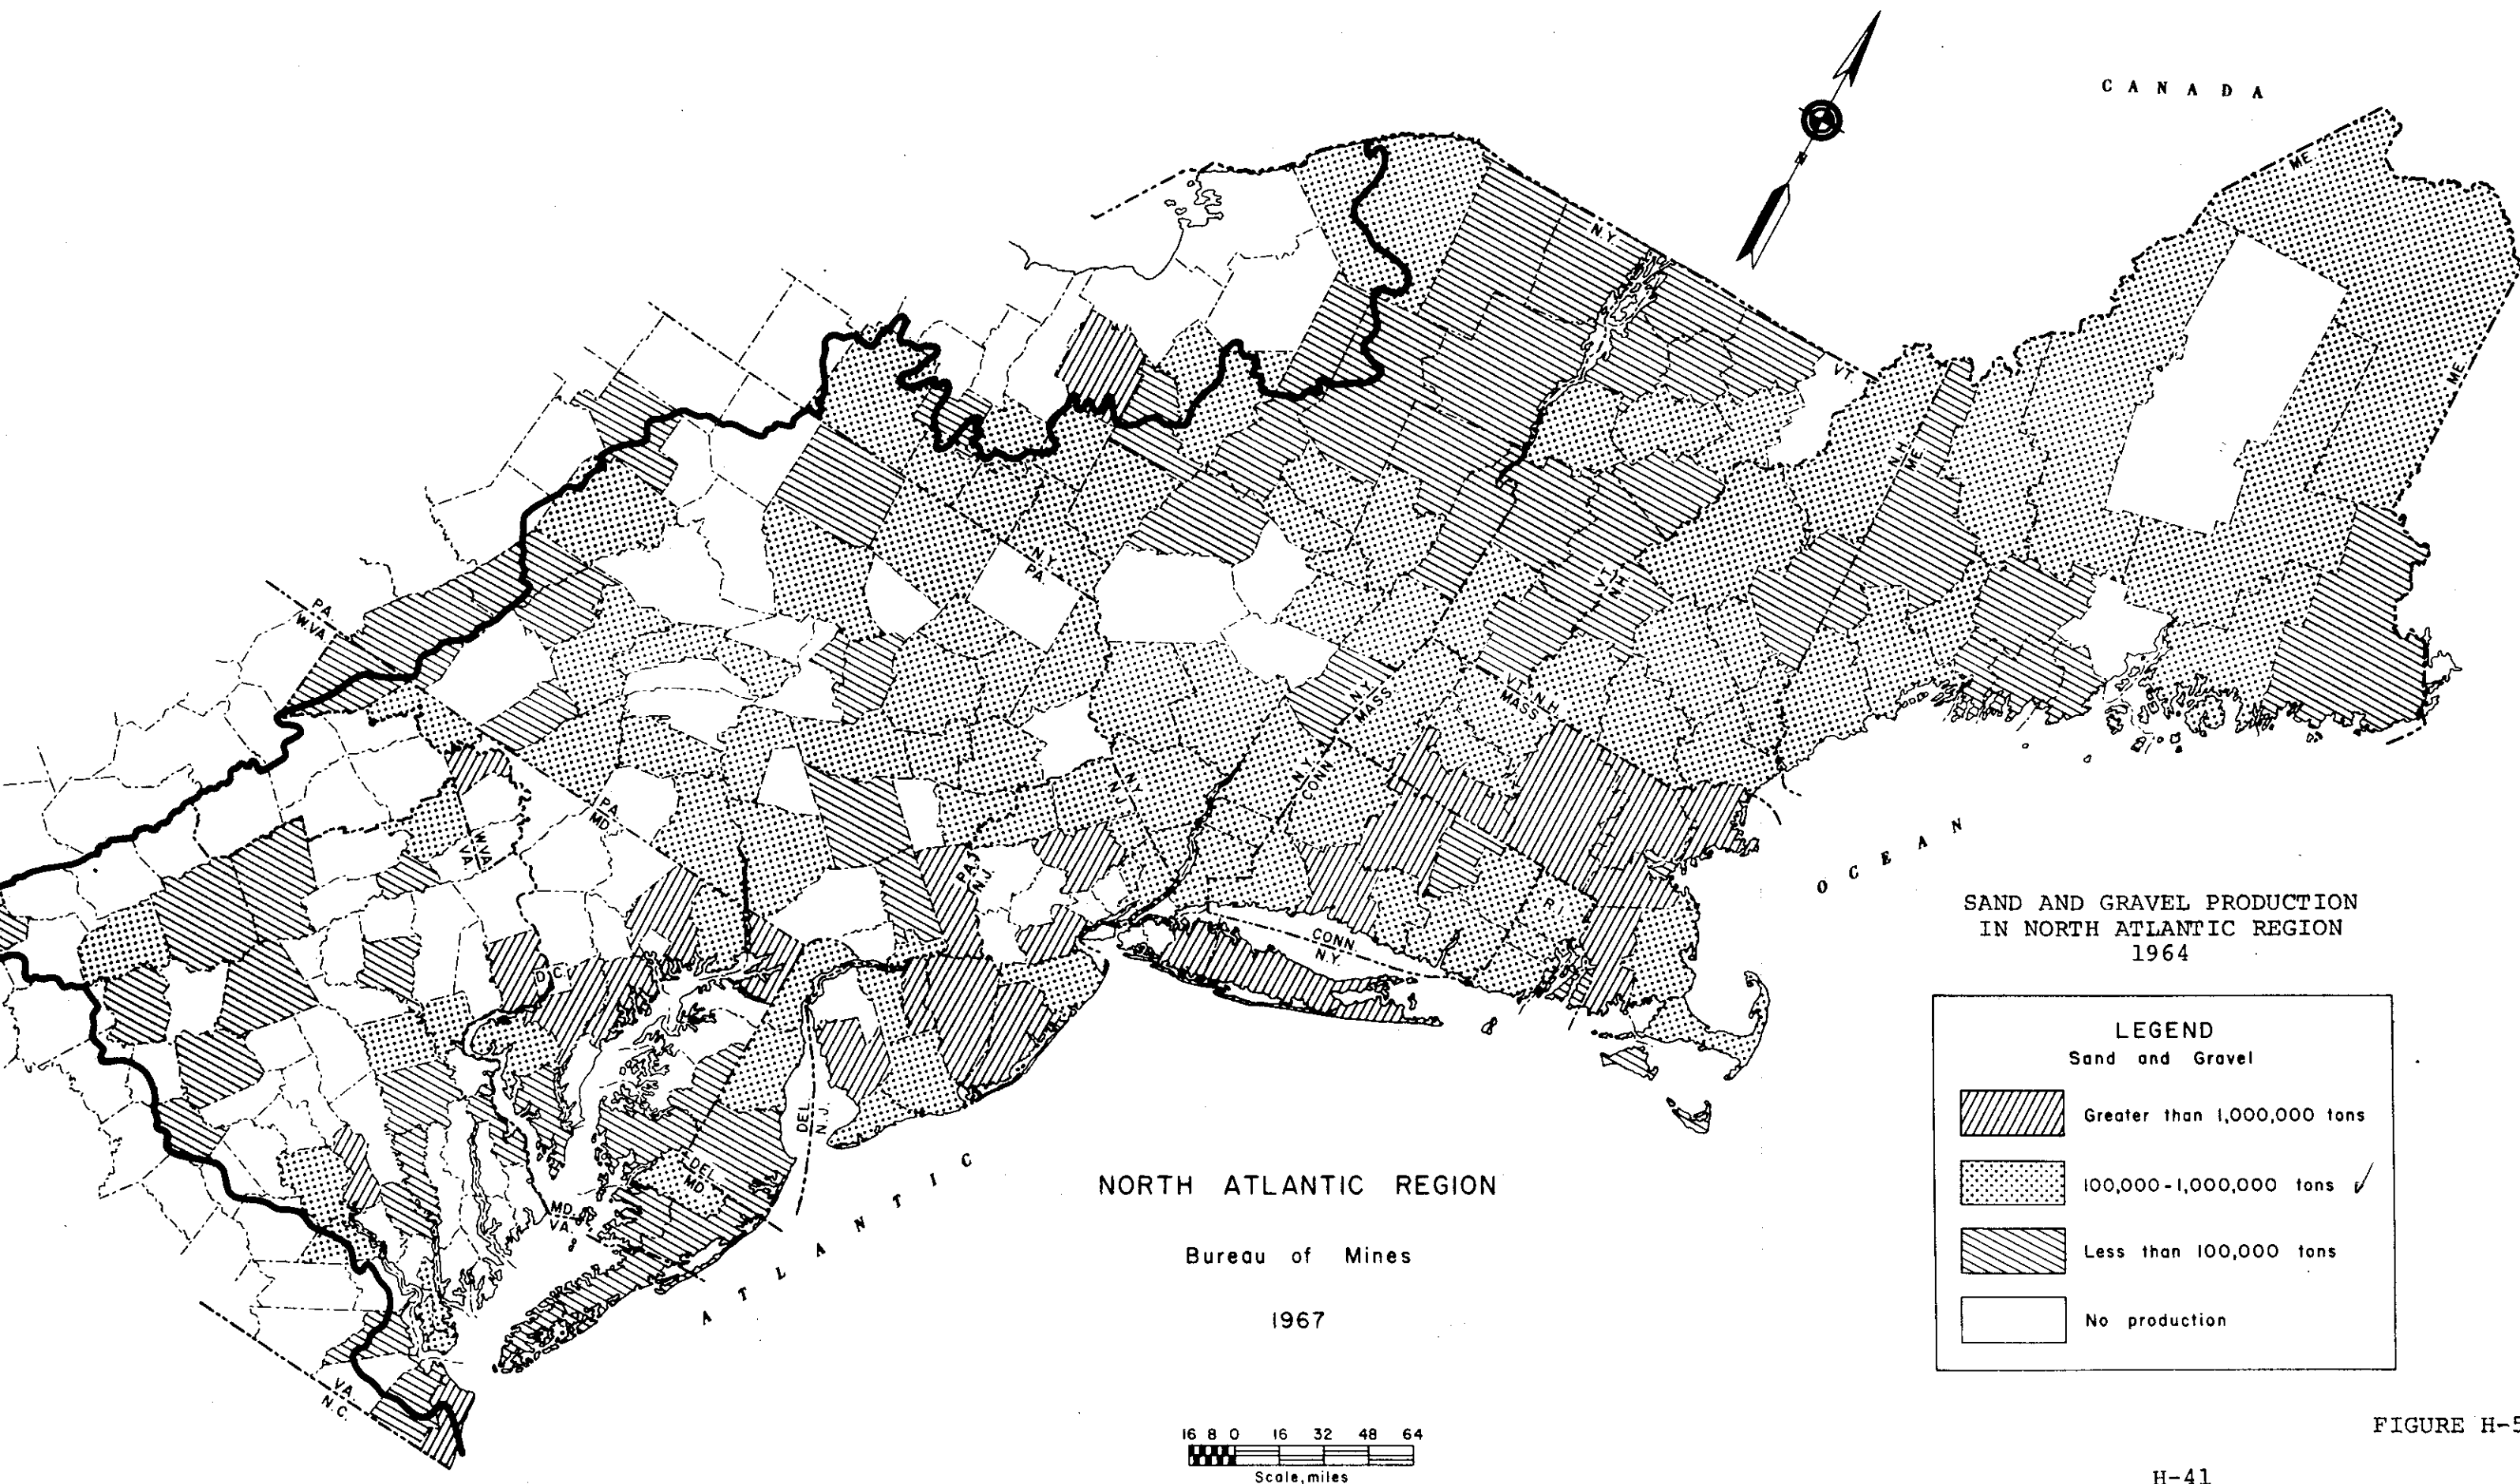 CANADA
N
ME.
ME.
N.Y.
VT.
N.H.
ME.
N.Y.
PA.
VT.
N.H.
PA.
W.VA.
N.Y.
MASS.
VT. N.H.
MASS.
N.Y.
CONN.
N.Y.
N.J.
PA.
MD.
W.VA.
VA.
PA.
N.J.
R.I.
CONN.
N.Y.
D.C.
DEL.
N.J.
DEL.
MD.
MD.
VA.
VA.
N.C.
ATLANTIC
OCEAN
SAND AND GRAVEL PRODUCTION
IN NORTH ATLANTIC REGION
1964
LEGEND
Sand and Gravel
Greater than 1,000,000 tons
100,000-1,000,000 tons
Less than 100,000 tons
No production
NORTH ATLANTIC REGION
Bureau of Mines
1967
16 8 0 16 32 48 64
Scale, miles
FIGURE H-5
H-41